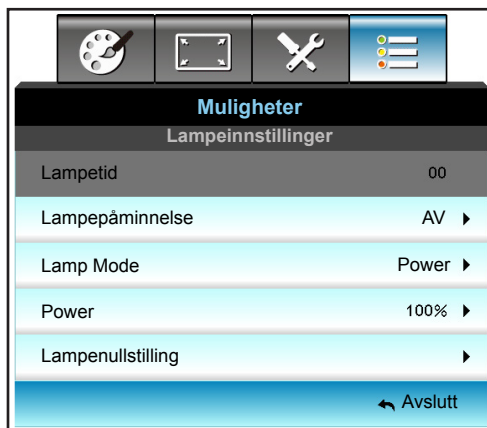 Muligheter
Lampeinnstillinger
Lampetid 00
Lampepåminnelse AV
Lamp Mode Power
Power 100%
Lampenullstilling
Avslutt